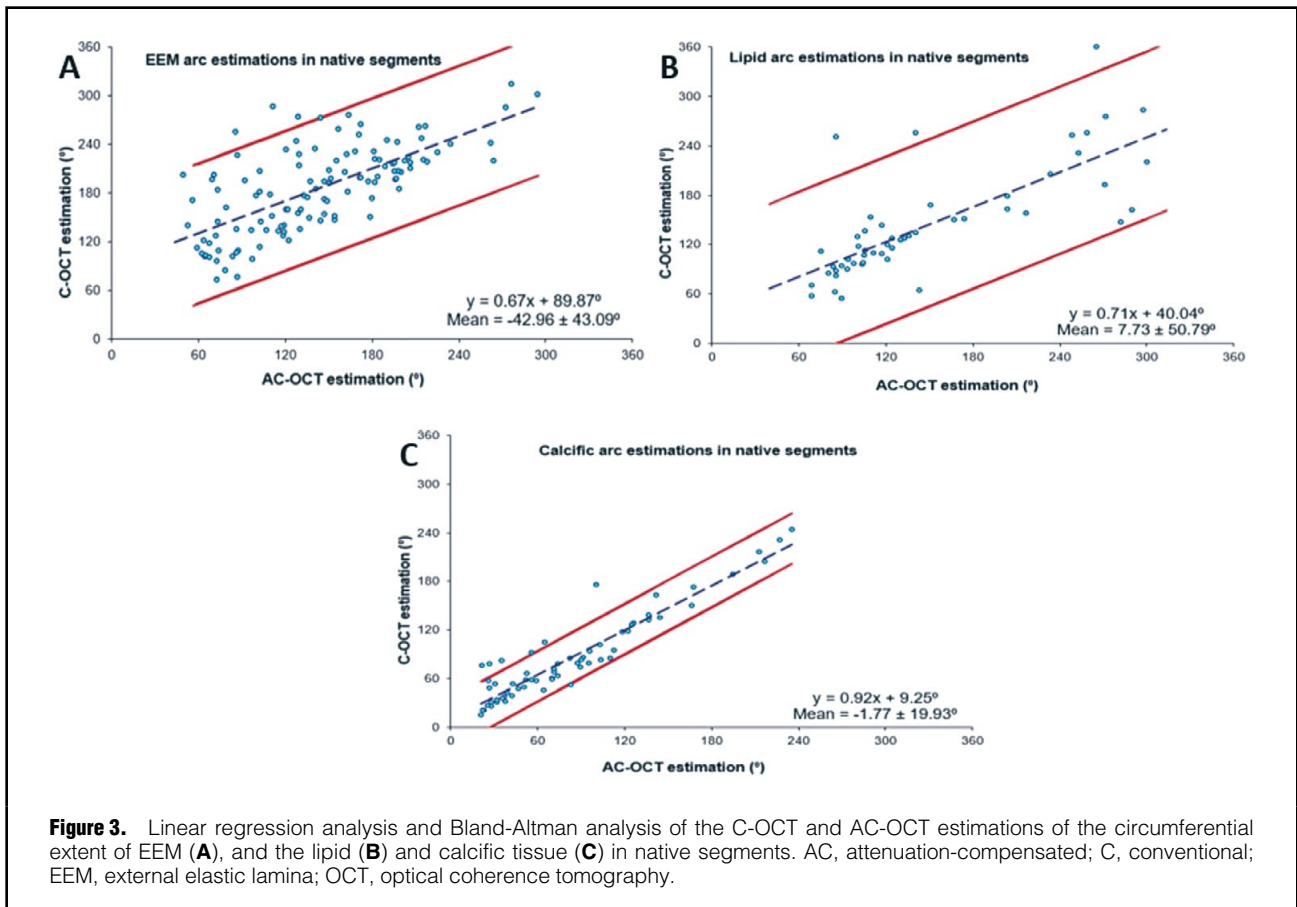 A
EEM arc estimations in native segments
C-OCT estimation (º)
360
300
240
180
120
60
0
y = 0.67x + 89.87º
Mean = -42.96 ± 43.09º
0 60 120 180 240 300 360
AC-OCT estimation (º)
B
Lipid arc estimations in native segments
C-OCT estimation (º)
360
300
240
180
120
60
0
y = 0.71x + 40.04º
Mean = 7.73 ± 50.79º
0 60 120 180 240 300 360
AC-OCT estimation (º)
C
Calcific arc estimations in native segments
C-OCT estimation (º)
360
300
240
180
120
60
0
y = 0.92x + 9.25º
Mean = -1.77 ± 19.93º
0 60 120 180 240 300 360
AC-OCT estimation (º)
Figure 3. Linear regression analysis and Bland-Altman analysis of the C-OCT and AC-OCT estimations of the circumferential
extent of EEM (A), and the lipid (B) and calcific tissue (C) in native segments. AC, attenuation-compensated; C, conventional;
EEM, external elastic lamina; OCT, optical coherence tomography.